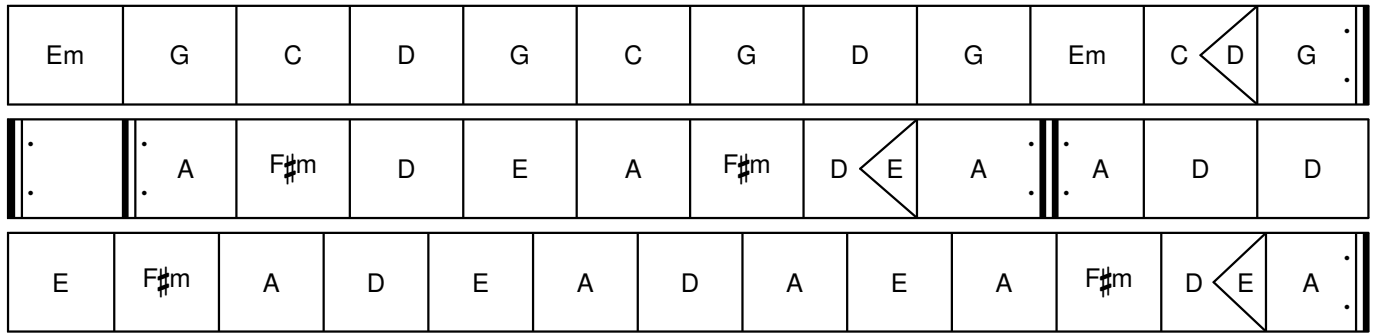 Em G C D G C G D G Em C D G
A F♯m D E A F♯m D E A A D D
E F♯m A D E A D A E A F♯m D E A